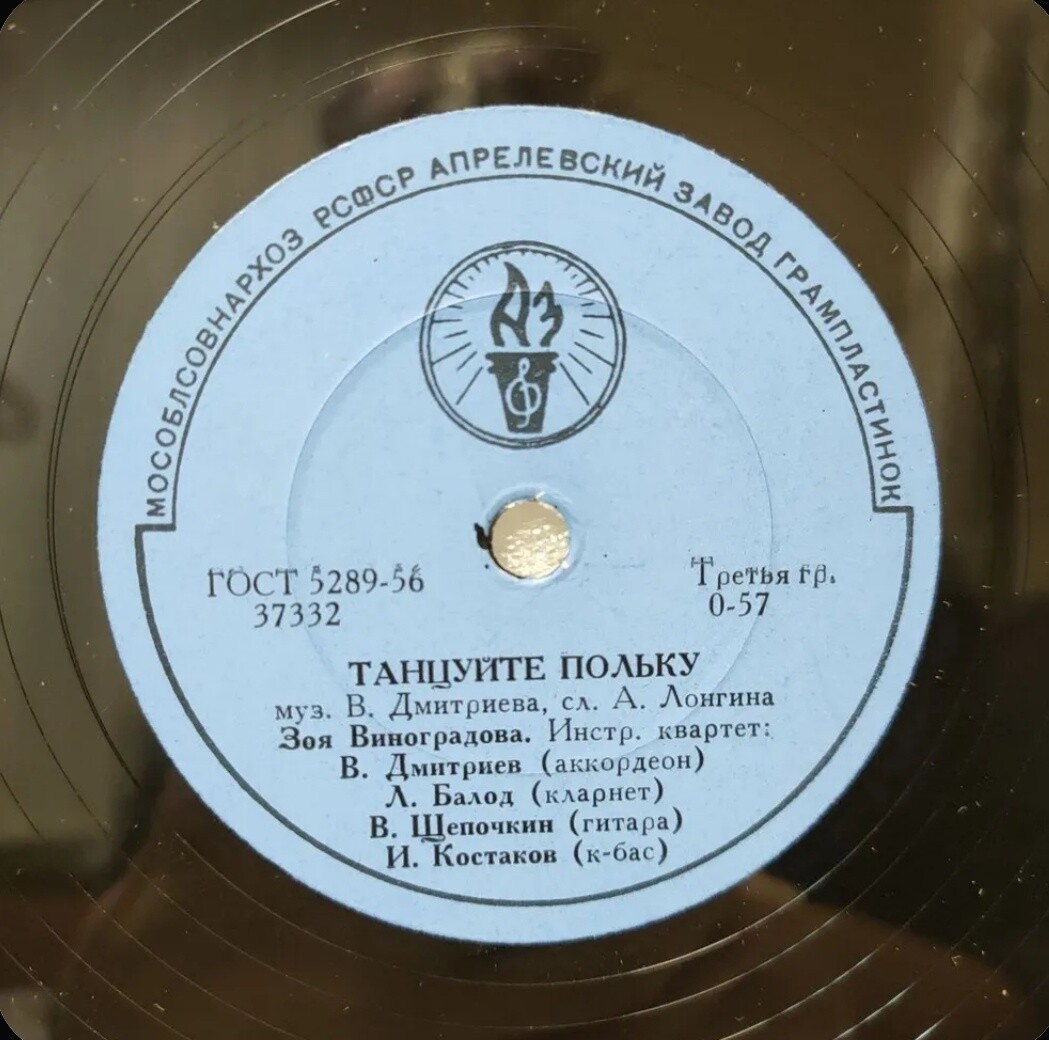 МОСОБЛСОВНАРХОЗ РСФСР АПРЕЛЕВСКИЙ ЗАВОД ГРАМПЛАСТИНОК
АЗ
ГОСТ 5289-56
37332
Третья гр.
0-57
ТАНЦУЙТЕ ПОЛЬКУ
муз. В. Дмитриева, сл. А. Лонгина
Зоя Виноградова. Инстр. квартет:
В. Дмитриев (аккордеон)
Л. Балод (кларнет)
В. Щепочкин (гитара)
И. Костаков (к-бас)